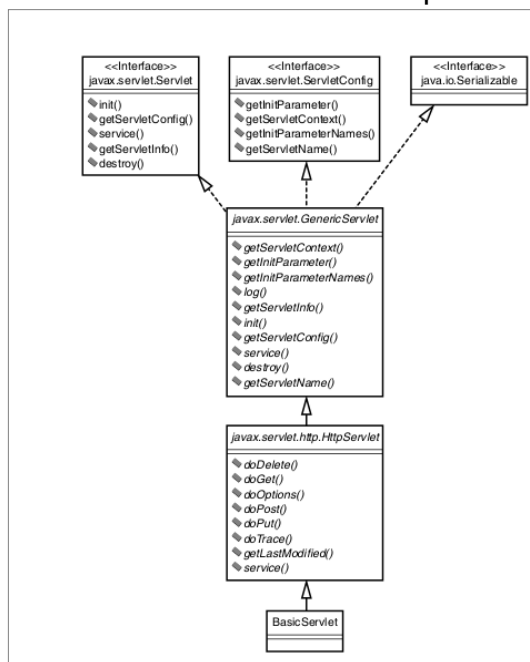 <<Interface>>
javax.servlet.Servlet
init()
getServletConfig()
service()
getServletInfo()
destroy()
<<Interface>>
javax.servlet.ServletConfig
getInitParameter()
getServletContext()
getInitParameterNames()
getServletName()
<<Interface>>
java.io.Serializable
javax.servlet.GenericServlet
getServletContext()
getInitParameter()
getInitParameterNames()
log()
getServletInfo()
init()
getServletConfig()
service()
destroy()
getServletName()
javax.servlet.http.HttpServlet
doDelete()
doGet()
doOptions()
doPost()
doPut()
doTrace()
getLastModified()
service()
BasicServlet